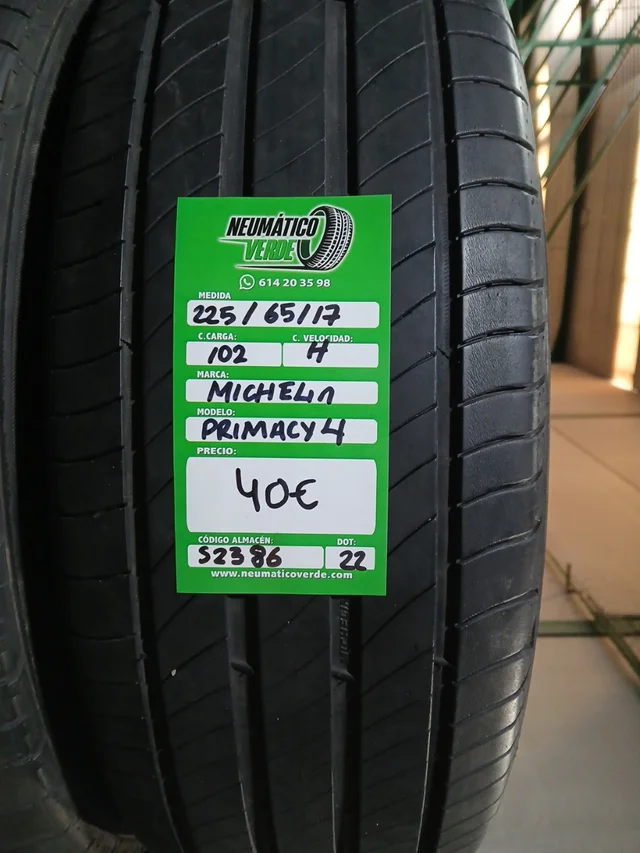 NEUMÁTICO
VERDE
614 20 35 98
MEDIDA
225/65/17
C.CARGA: C. VELOCIDAD:
102 H
MARCA:
MICHELIN
MODELO:
PRIMACY 4
PRECIO:
40€
CÓDIGO ALMACÉN: DOT:
S2386 22
www.neumaticoverde.com